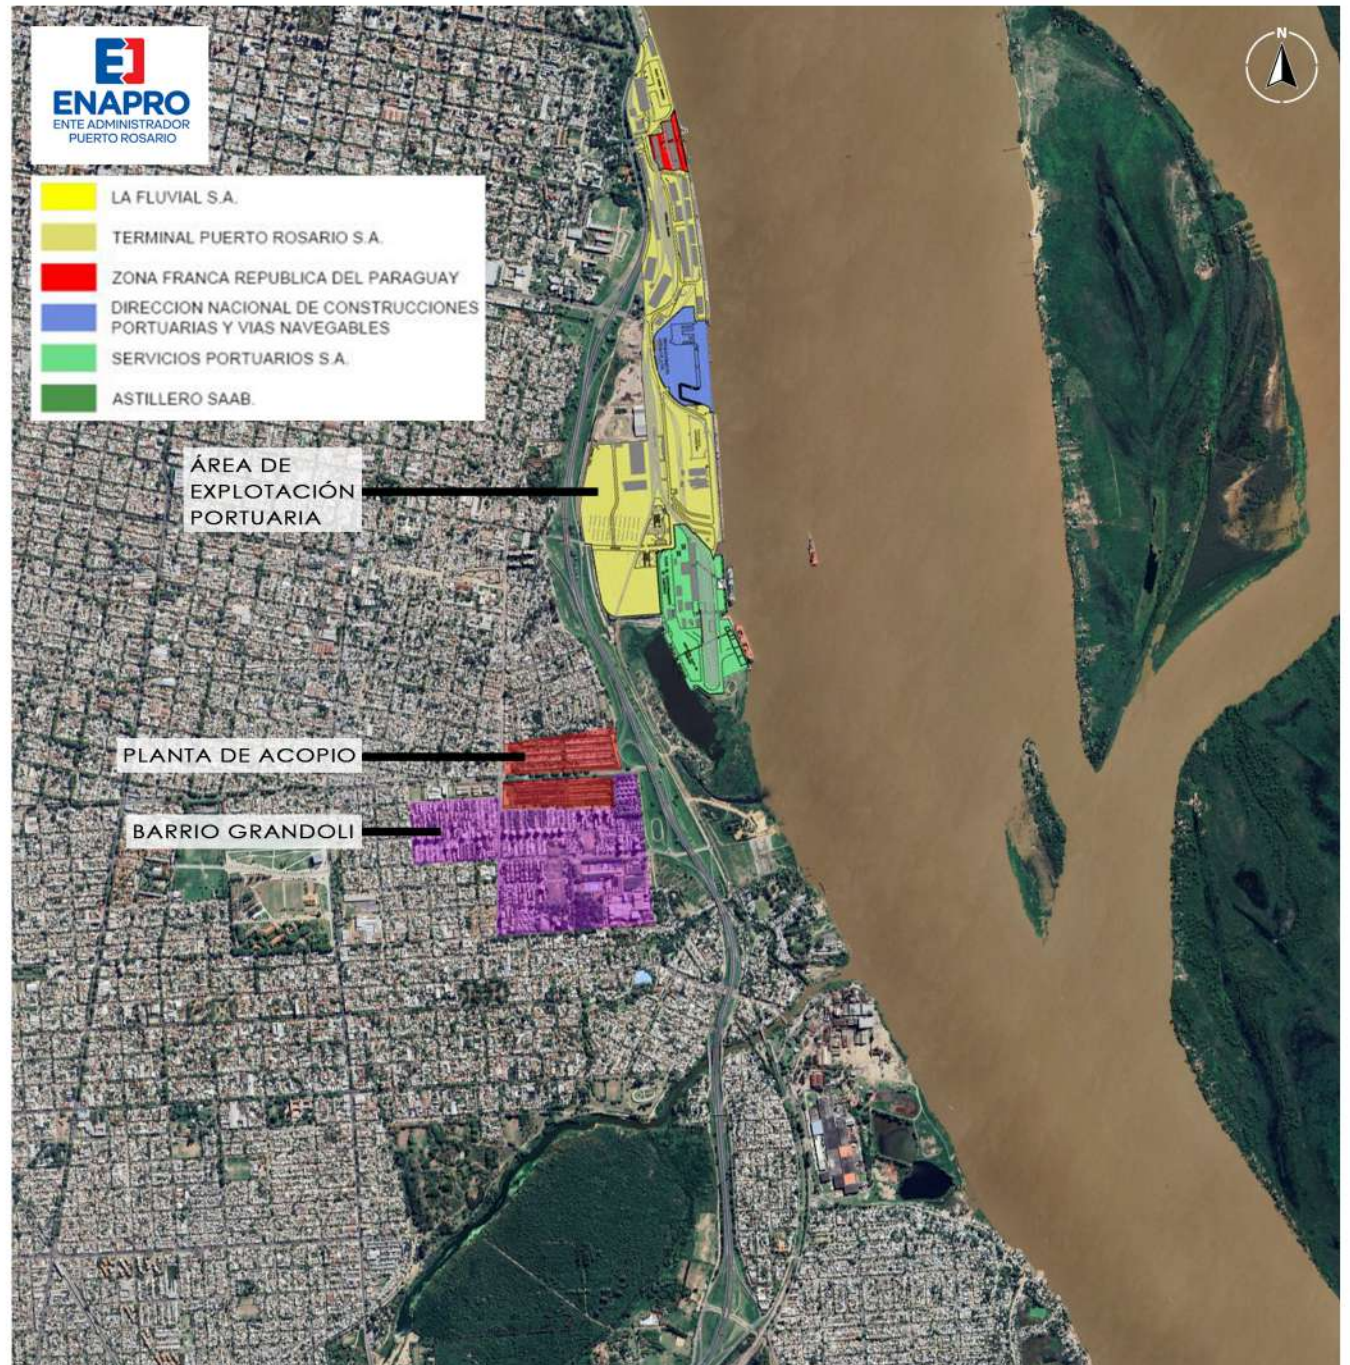 ENAPRO
ENTE ADMINISTRADOR
PUERTO ROSARIO
N
LA FLUVIAL S.A.
TERMINAL PUERTO ROSARIO S.A.
ZONA FRANCA REPUBLICA DEL PARAGUAY
DIRECCION NACIONAL DE CONSTRUCCIONES
PORTUARIAS Y VIAS NAVEGABLES
SERVICIOS PORTUARIOS S.A.
ASTILLERO SAAB.
ÁREA DE
EXPLOTACIÓN
PORTUARIA
PLANTA DE ACOPIO
BARRIO GRANDOLI